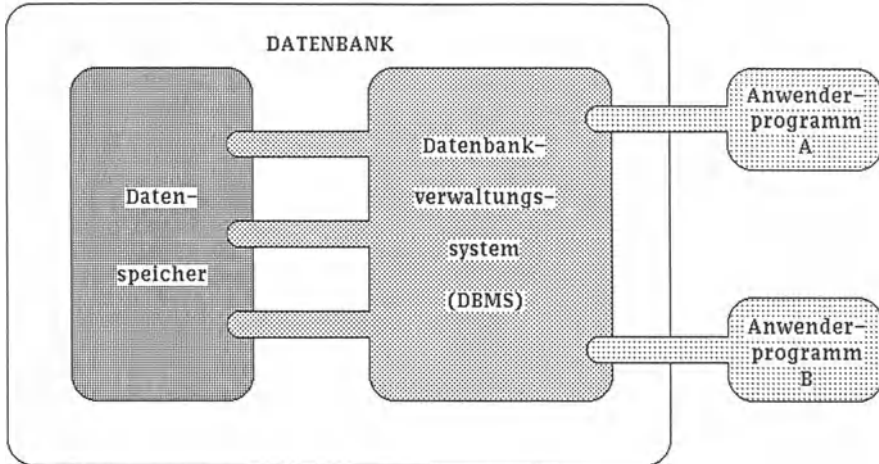 DATENBANK
Daten-
speicher
Datenbank-
verwaltungs-
system
(DBMS)
Anwender-
programm
A
Anwender-
programm
B